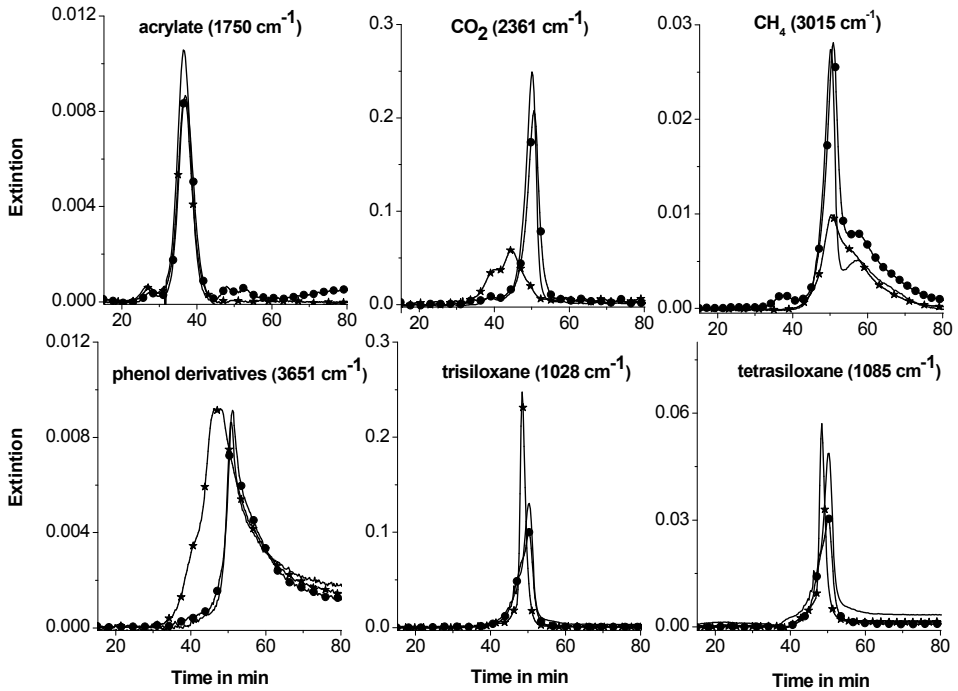 acrylate (1750 cm⁻¹)
CO₂ (2361 cm⁻¹)
CH₄ (3015 cm⁻¹)
0.012
0.008
0.004
0.000
0.3
0.2
0.1
0.0
0.03
0.02
0.01
0.00
Extintion
20 40 60 80
20 40 60 80
20 40 60 80
phenol derivatives (3651 cm⁻¹)
trisiloxane (1028 cm⁻¹)
tetrasiloxane (1085 cm⁻¹)
0.012
0.008
0.004
0.000
0.3
0.2
0.1
0.0
0.06
0.03
0.00
Extintion
20 40 60 80
20 40 60 80
20 40 60 80
Time in min
Time in min
Time in min